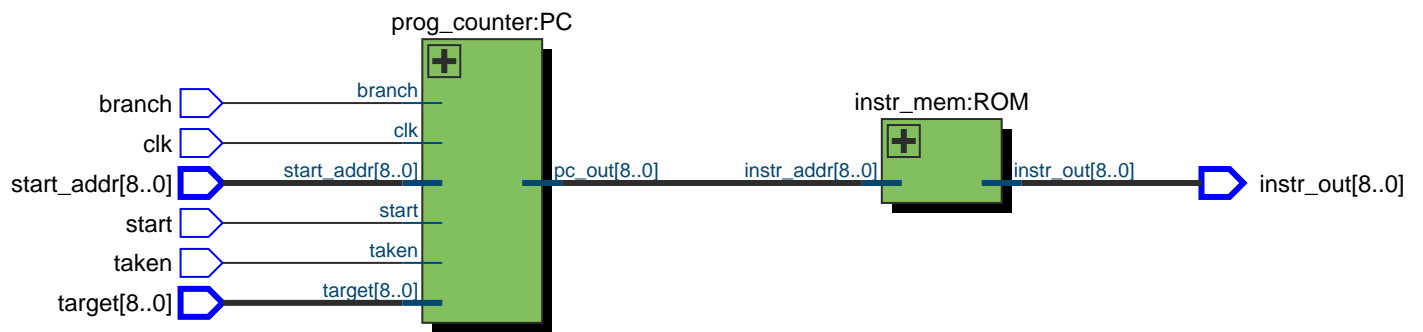 prog_counter:PC
branch
branch
clk
clk
start_addr[8..0]
start_addr[8..0]
start
start
taken
taken
target[8..0]
target[8..0]
pc_out[8..0]
instr_mem:ROM
instr_addr[8..0]
instr_out[8..0]
instr_out[8..0]